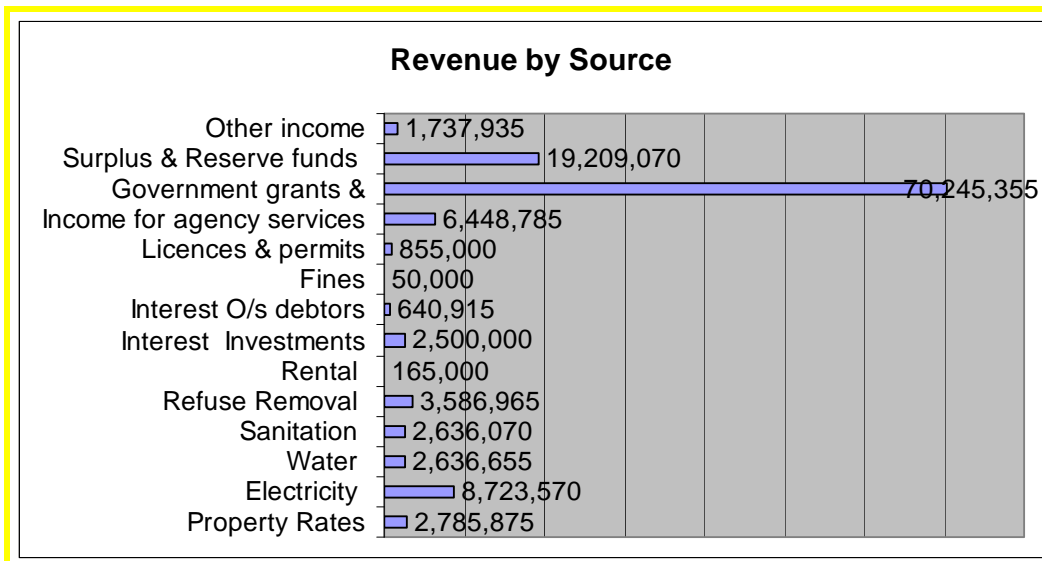 Revenue by Source
Other income 1,737,935
Surplus & Reserve funds 19,209,070
Government grants & 70,245,355
Income for agency services 6,448,785
Licences & permits 855,000
Fines 50,000
Interest O/s debtors 640,915
Interest Investments 2,500,000
Rental 165,000
Refuse Removal 3,586,965
Sanitation 2,636,070
Water 2,636,655
Electricity 8,723,570
Property Rates 2,785,875